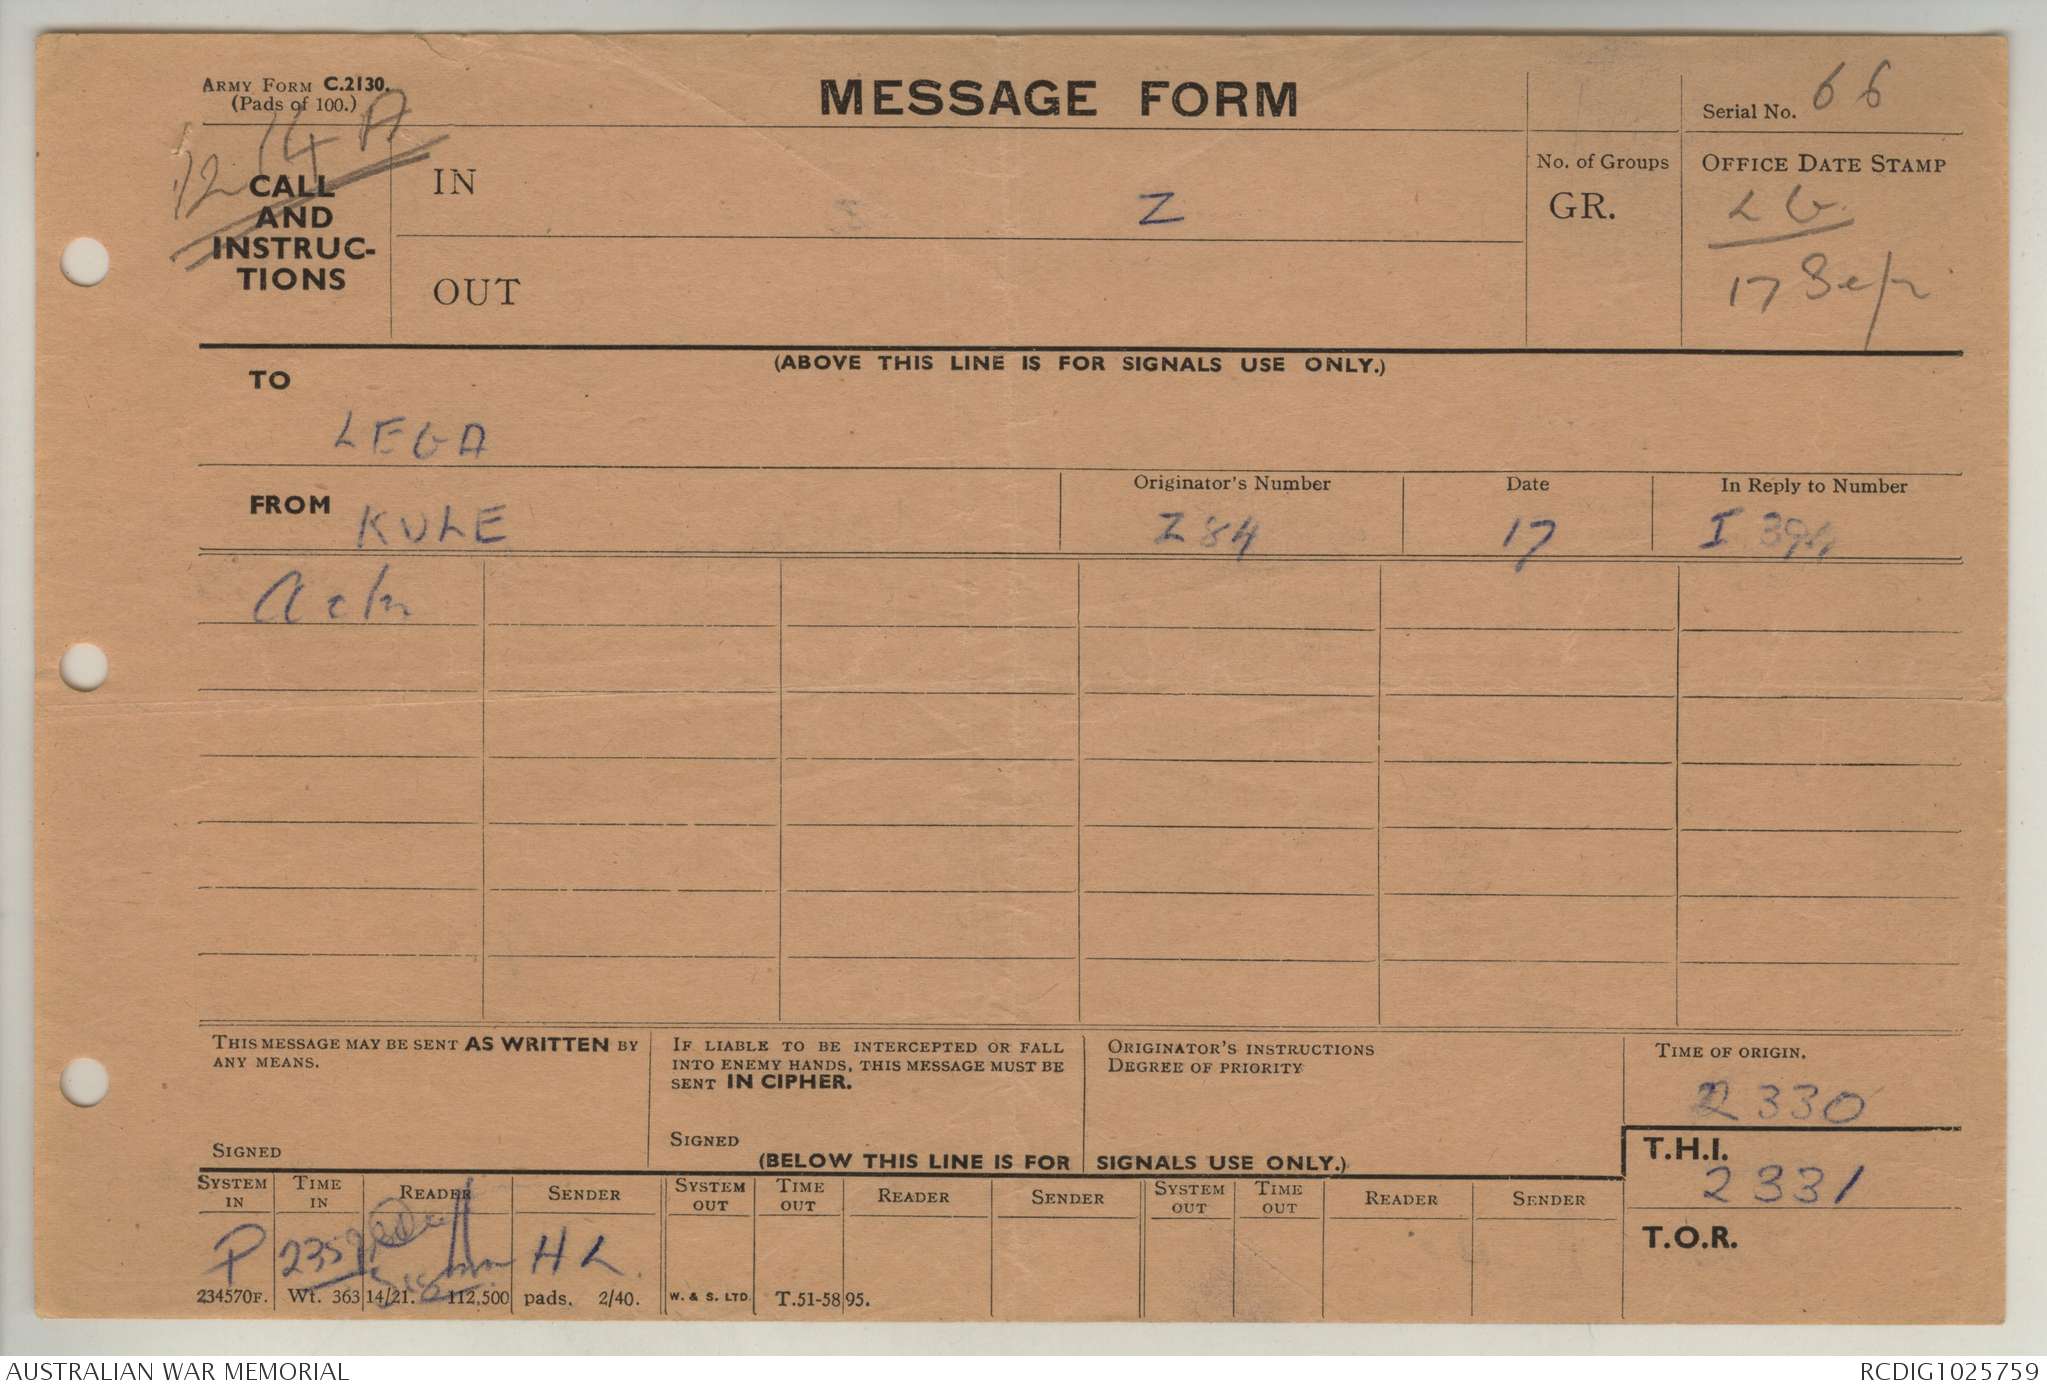 ARMY FORM C.2130.
(Pads of 100.)
MESSAGE FORM
Serial No. 66
12 14 A
CALL
AND
INSTRUC-
TIONS
IN
Z
OUT
No. of Groups
GR.
OFFICE DATE STAMP
LG.
17 Sep
(ABOVE THIS LINE IS FOR SIGNALS USE ONLY.)
TO
LEGA
FROM KULE
Originator's Number
Z 84
Date
17
In Reply to Number
I
Ack
THIS MESSAGE MAY BE SENT AS WRITTEN BY
ANY MEANS.
SIGNED
IF LIABLE TO BE INTERCEPTED OR FALL
INTO ENEMY HANDS, THIS MESSAGE MUST BE
SENT IN CIPHER.
SIGNED
ORIGINATOR'S INSTRUCTIONS
DEGREE OF PRIORITY
TIME OF ORIGIN.
2330
(BELOW THIS LINE IS FOR SIGNALS USE ONLY.)
T.H.I.
2331
T.O.R.
SYSTEM IN
TIME IN
READER
SENDER
SYSTEM OUT
TIME OUT
READER
SENDER
SYSTEM OUT
TIME OUT
READER
SENDER
P
HL.
234570F. Wt. 363 14/21. 112,500 pads. 2/40. W. & S. LTD. T.51-5895.
AUSTRALIAN WAR MEMORIAL
RCDIG1025759